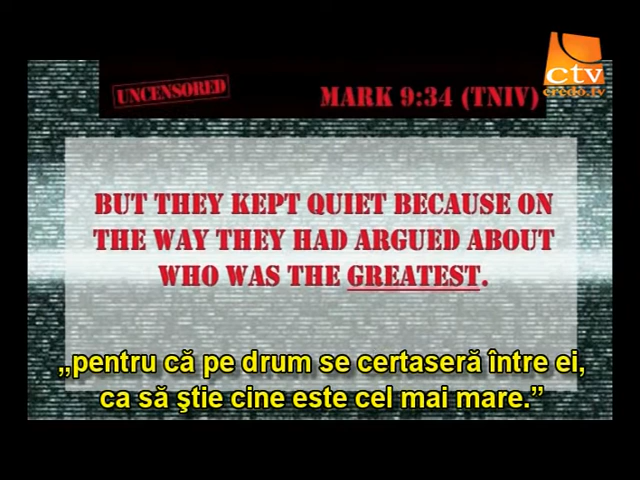 ctv
credo.tv
UNCENSORED
MARK 9:34 (TNIV)
BUT THEY KEPT QUIET BECAUSE ON
THE WAY THEY HAD ARGUED ABOUT
WHO WAS THE GREATEST.
„pentru că pe drum se certaseră între ei,
ca să ştie cine este cel mai mare.”